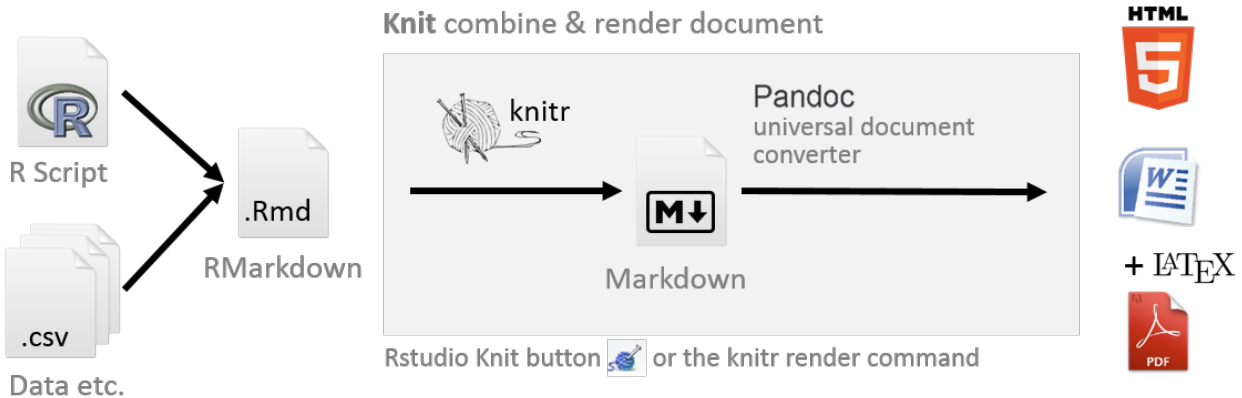 Knit combine & render document
HTML
5
R
R Script
knitr
Pandoc
universal document
converter
W
.Rmd
M
RMarkdown
Markdown
+ LATEX
.csv
PDF
Rstudio Knit button or the knitr render command
Data etc.